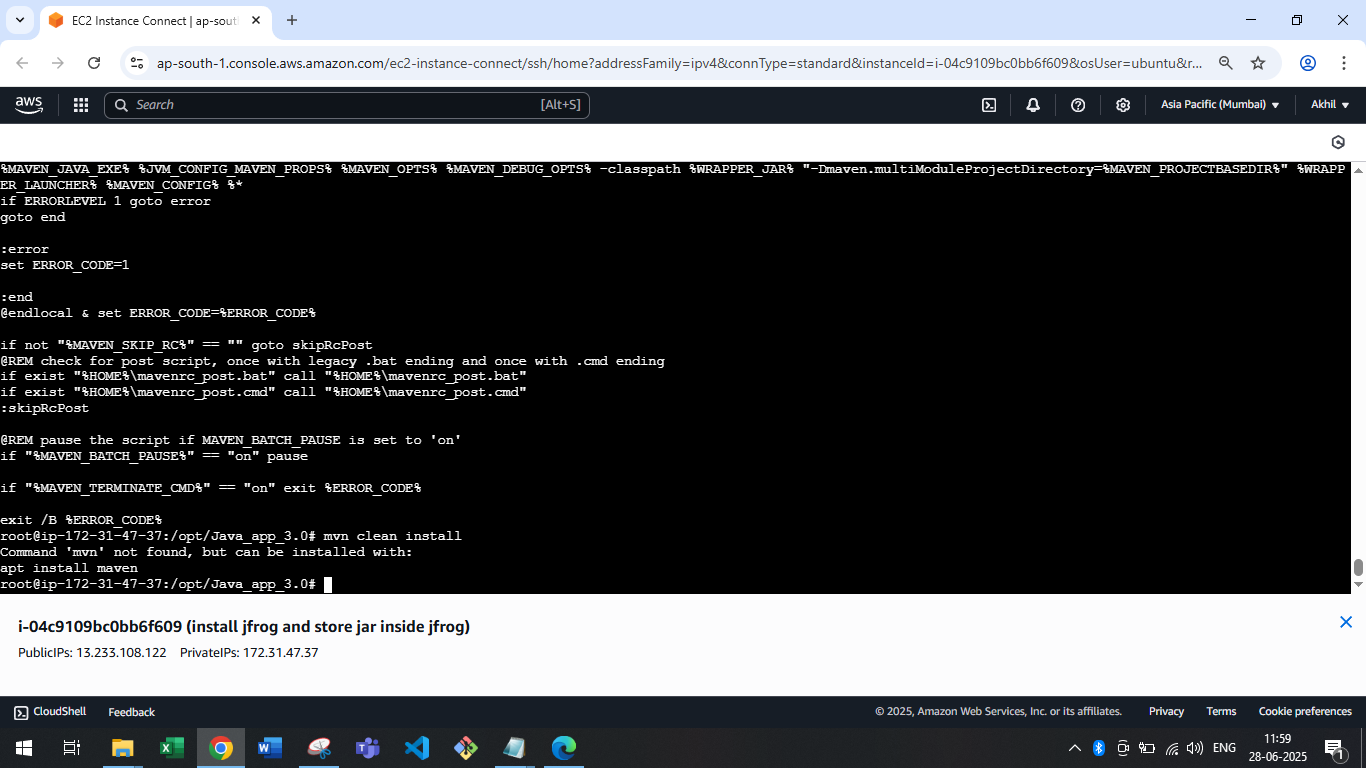 EC2 Instance Connect | ap-sout
ap-south-1.console.aws.amazon.com/ec2-instance-connect/ssh/home?addressFamily=ipv4&connType=standard&instanceId=i-04c9109bc0bb6f609&osUser=ubuntu&r...
aws
Search
[Alt+S]
Asia Pacific (Mumbai)
Akhil
%MAVEN_JAVA_EXE% %JVM_CONFIG_MAVEN_PROPS% %MAVEN_OPTS% %MAVEN_DEBUG_OPTS% -classpath %WRAPPER_JAR% "-Dmaven.multiModuleProjectDirectory=%MAVEN_PROJECTBASEDIR%" %WRAPP
ER_LAUNCHER% %MAVEN_CONFIG% %*
if ERRORLEVEL 1 goto error
goto end
:error
set ERROR_CODE=1
:end
@endlocal & set ERROR_CODE=%ERROR_CODE%
if not "%MAVEN_SKIP_RC%" == "" goto skipRcPost
@REM check for post script, once with legacy .bat ending and once with .cmd ending
if exist "%HOME%\mavenrc_post.bat" call "%HOME%\mavenrc_post.bat"
if exist "%HOME%\mavenrc_post.cmd" call "%HOME%\mavenrc_post.cmd"
:skipRcPost
@REM pause the script if MAVEN_BATCH_PAUSE is set to 'on'
if "%MAVEN_BATCH_PAUSE%" == "on" pause
if "%MAVEN_TERMINATE_CMD%" == "on" exit %ERROR_CODE%
exit /B %ERROR_CODE%
root@ip-172-31-47-37:/opt/Java_app_3.0# mvn clean install
Command 'mvn' not found, but can be installed with:
apt install maven
root@ip-172-31-47-37:/opt/Java_app_3.0#
i-04c9109bc0bb6f609 (install jfrog and store jar inside jfrog)
PublicIPs: 13.233.108.122 PrivateIPs: 172.31.47.37
CloudShell Feedback © 2025, Amazon Web Services, Inc. or its affiliates. Privacy Terms Cookie preferences
ENG
11:59
28-06-2025
1